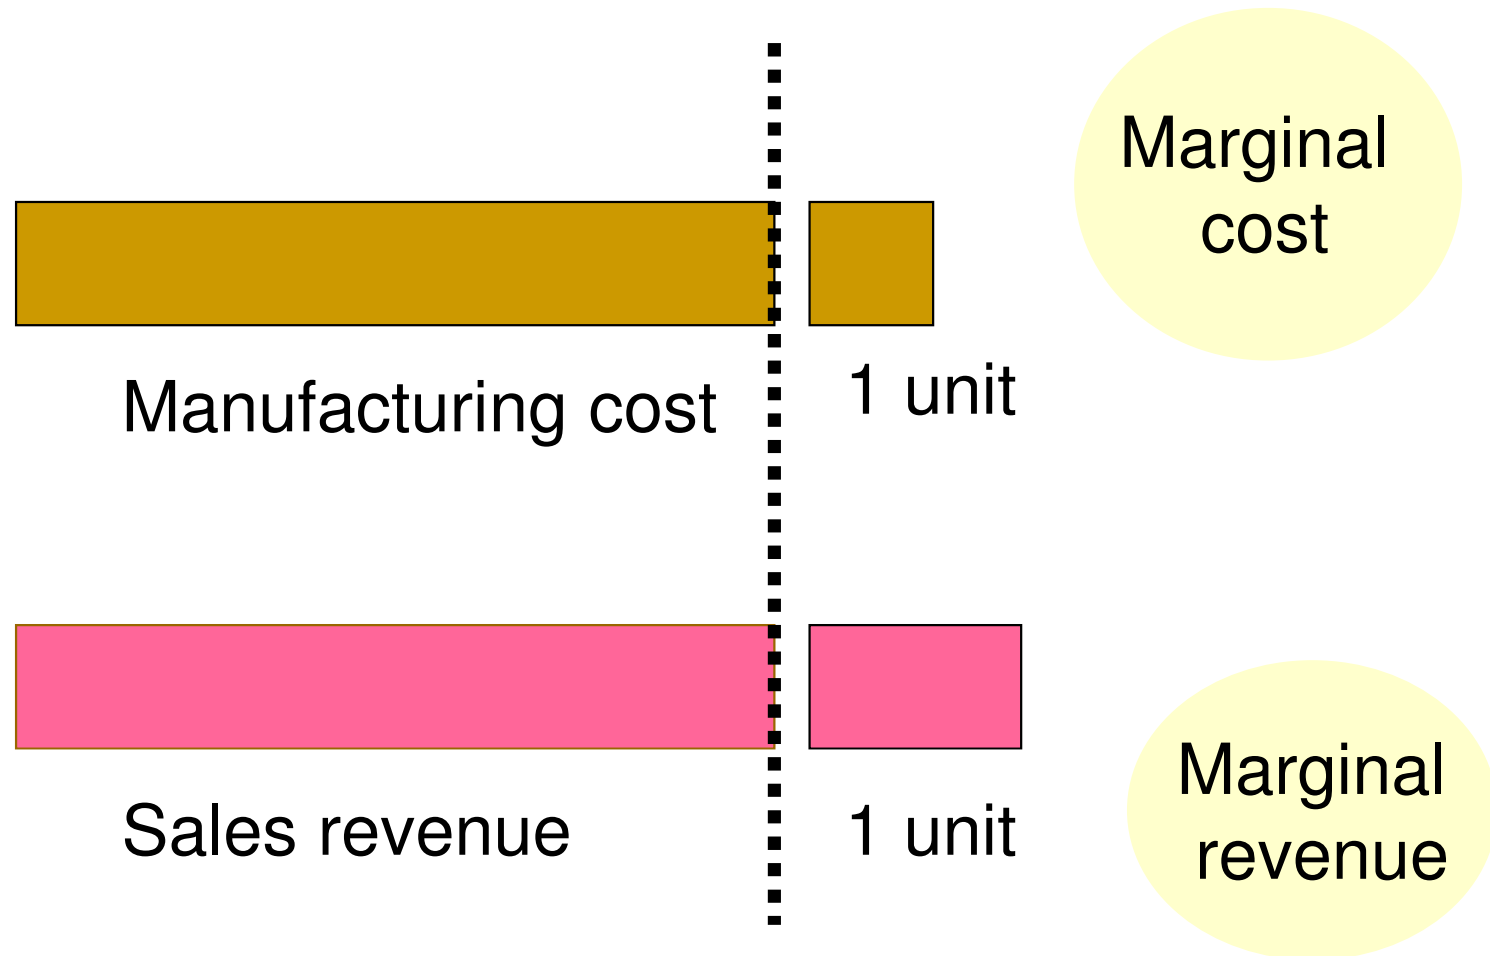 Marginal
cost
Manufacturing cost
1 unit
Sales revenue
1 unit
Marginal
revenue